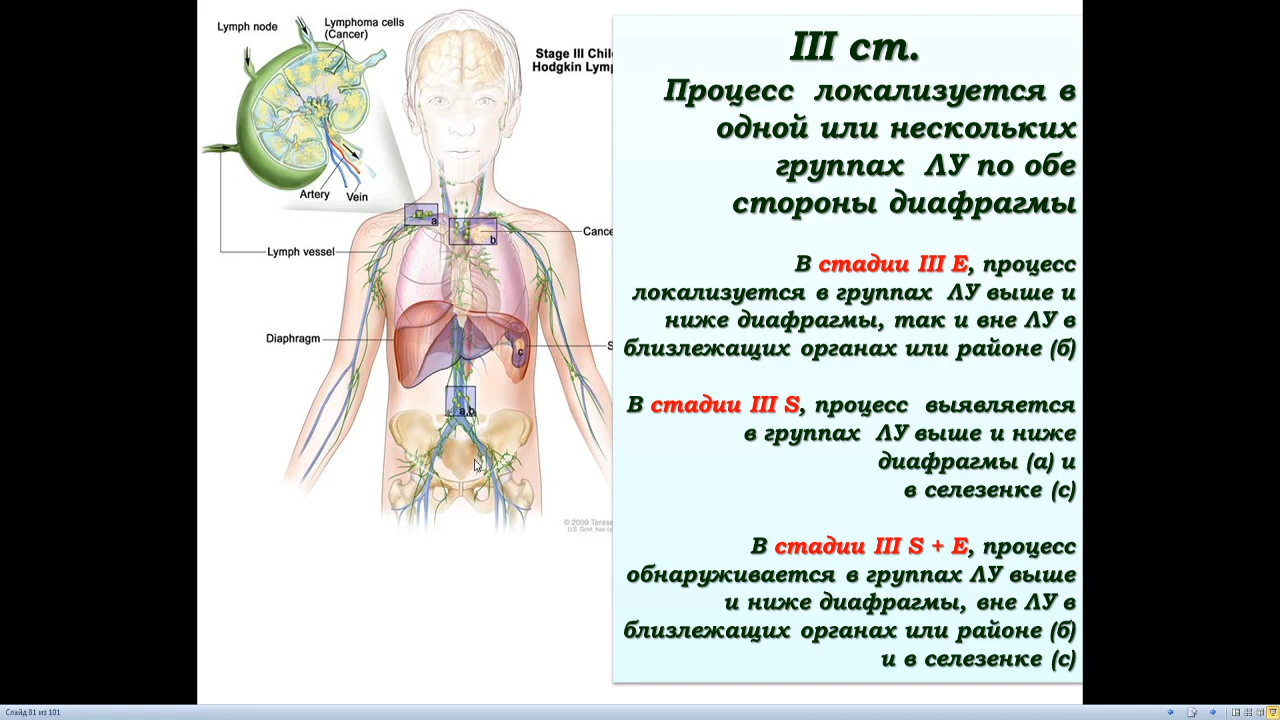 Lymph node
Lymphoma cells
(Cancer)
Stage III
Hodgkin
Artery
Vein
a
b
Lymph vessel
Diaphragm
c
a,b
© 2009
U.S. Govt. has
III ст.
Процесс локализуется в
одной или нескольких
группах ЛУ по обе
стороны диафрагмы
В стадии III E, процесс
локализуется в группах ЛУ выше и
ниже диафрагмы, так и вне ЛУ в
близлежащих органах или районе (б)
В стадии III S, процесс выявляется
в группах ЛУ выше и ниже
диафрагмы (а) и
в селезенке (с)
В стадии III S + E, процесс
обнаруживается в группах ЛУ выше
и ниже диафрагмы, вне ЛУ в
близлежащих органах или районе (б)
и в селезенке (с)
Слайд 81 из 101